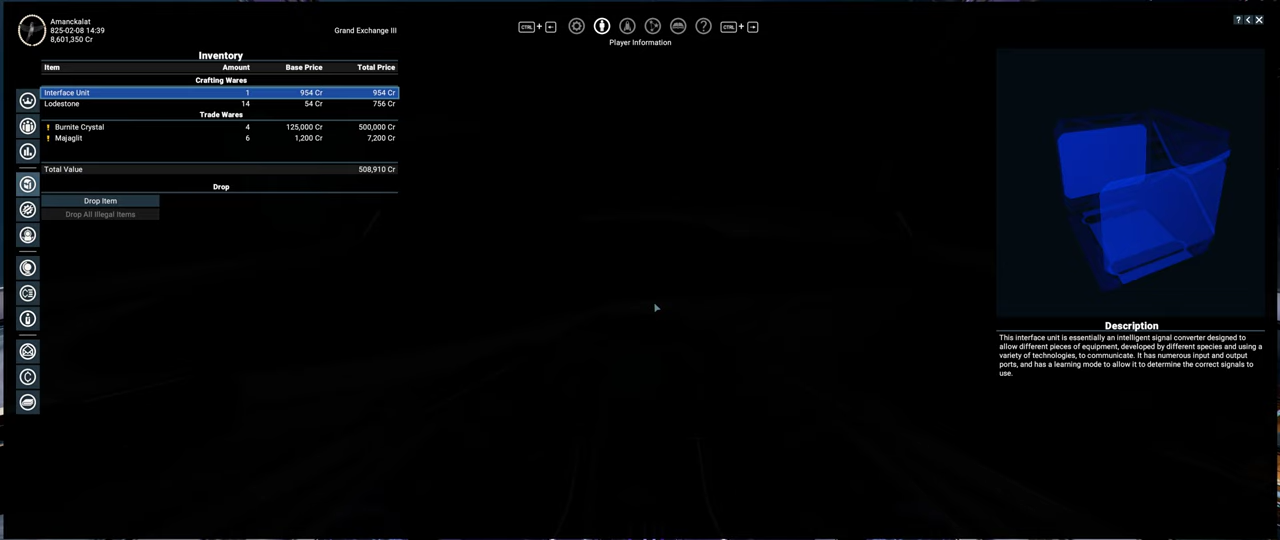 Amanckalat
825-02-08 14:39
8,601,350 Cr
Grand Exchange III
CTRL + ←
CTRL + →
? < X
Player Information
Inventory
Item Amount Base Price Total Price
Crafting Wares
Interface Unit 1 954 Cr 954 Cr
Lodestone 14 54 Cr 756 Cr
Trade Wares
! Burnite Crystal 4 125,000 Cr 500,000 Cr
! Majaglit 6 1,200 Cr 7,200 Cr
Total Value 508,910 Cr
Drop
Drop Item
Drop All Illegal Items
Description
This interface unit is essentially an intelligent signal converter designed to
allow different pieces of equipment, developed by different species and using a
variety of technologies, to communicate. It has numerous input and output
ports, and has a learning mode to allow it to determine the correct signals to
use.